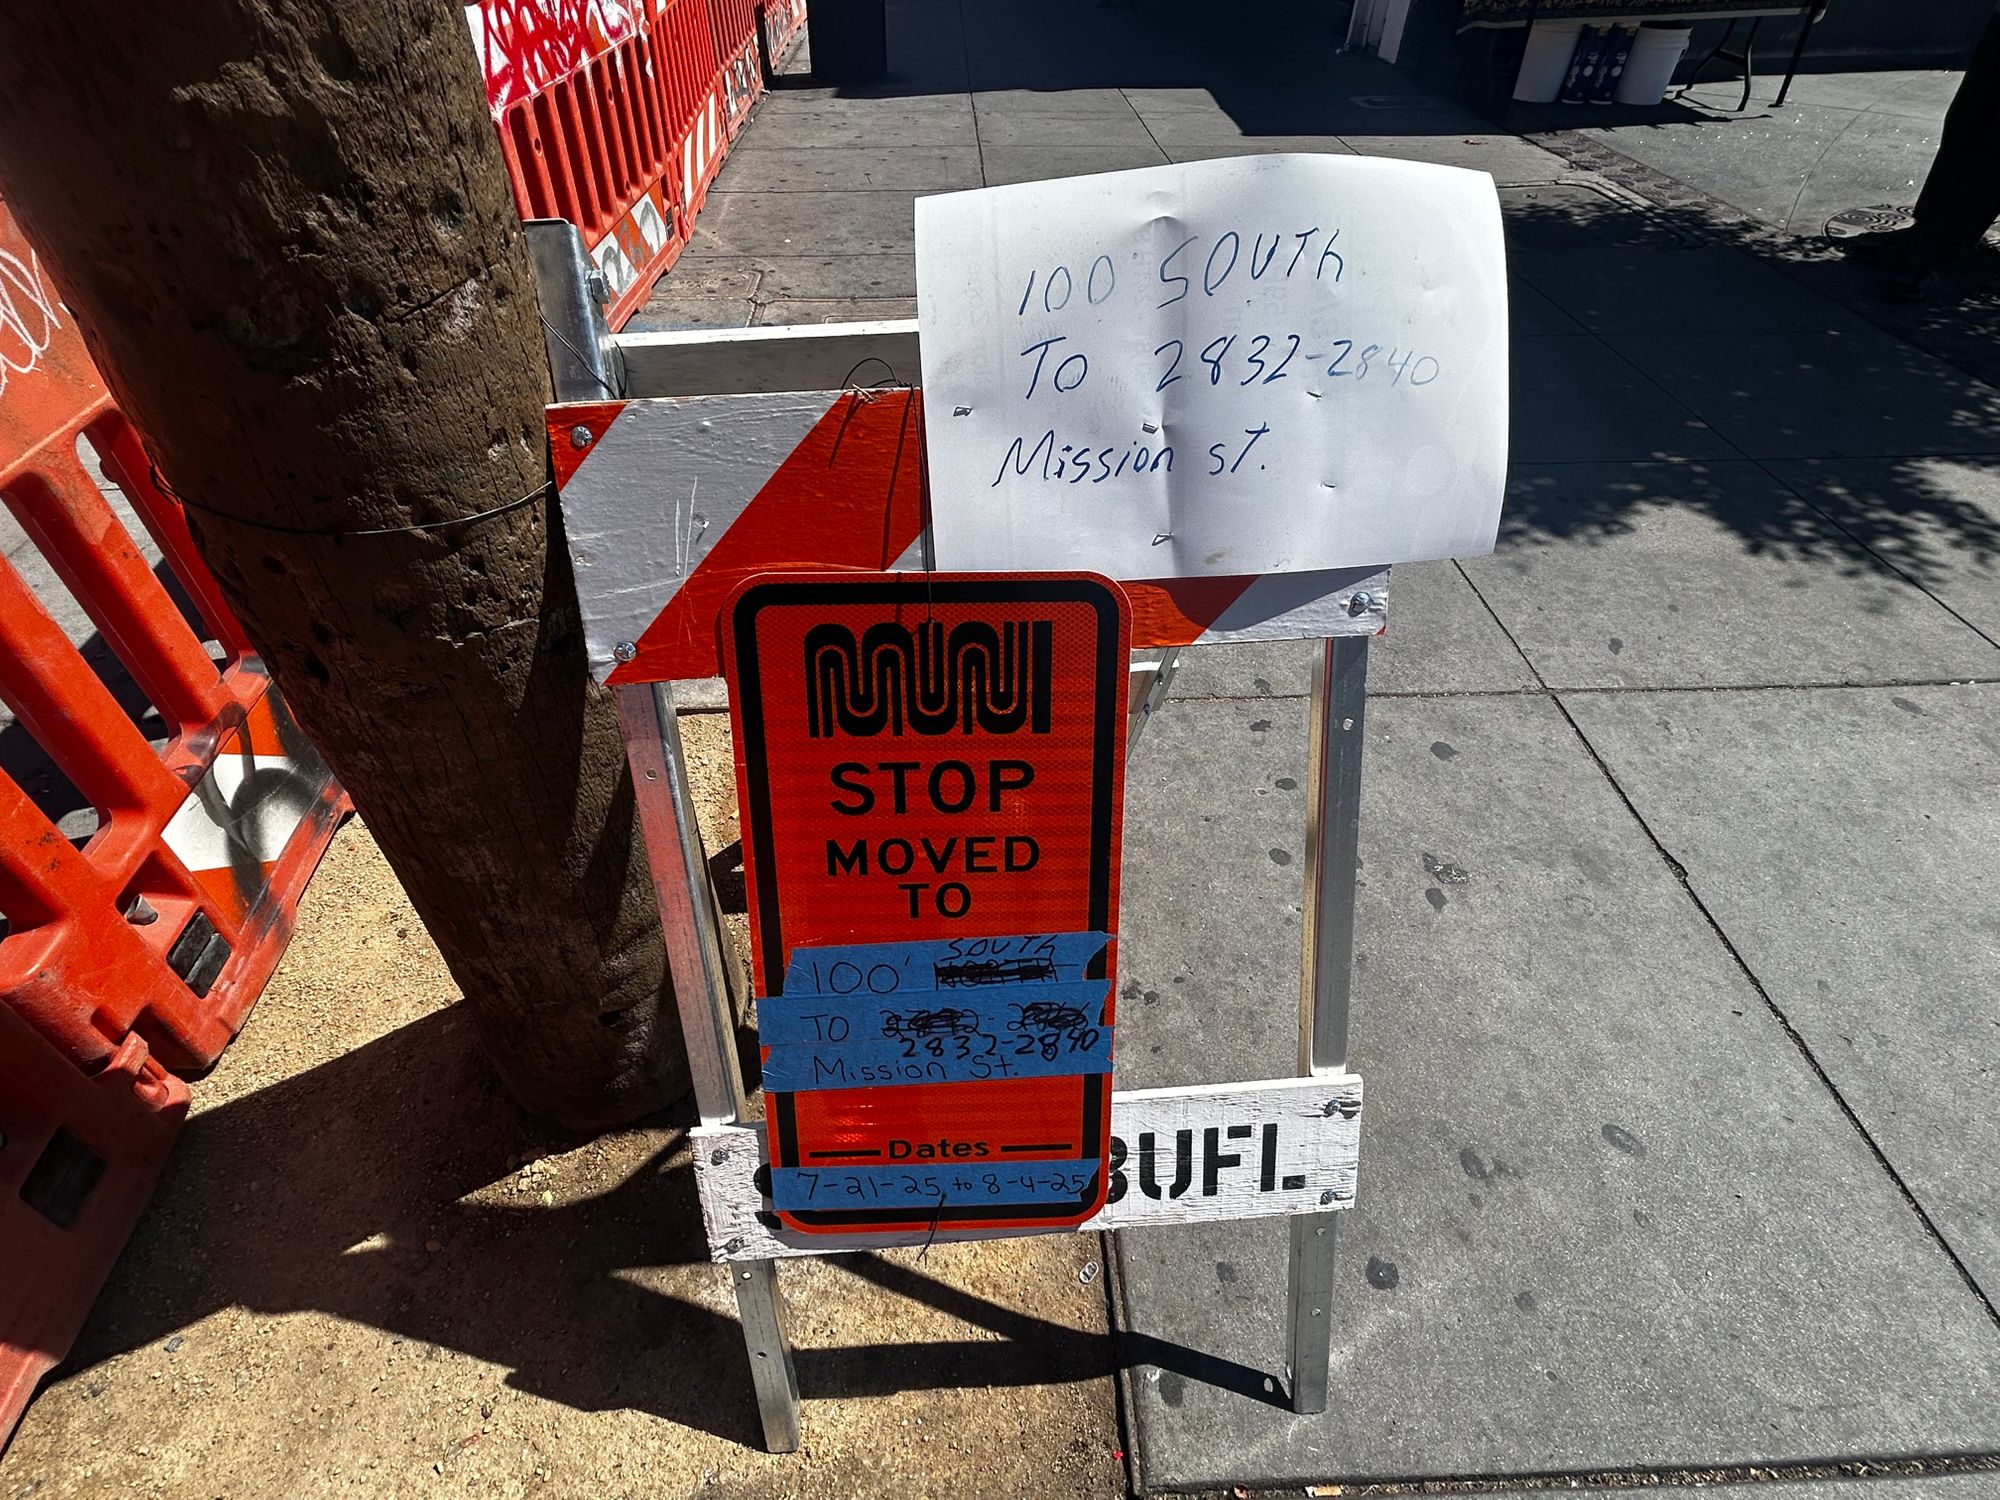 100 SOUTH
TO 2832-2840
Mission st.
MUNI
STOP
MOVED
TO
SOUTH
100'
TO
2832-2840
Mission St.
Dates
7-21-25 to 8-4-25
BUFL